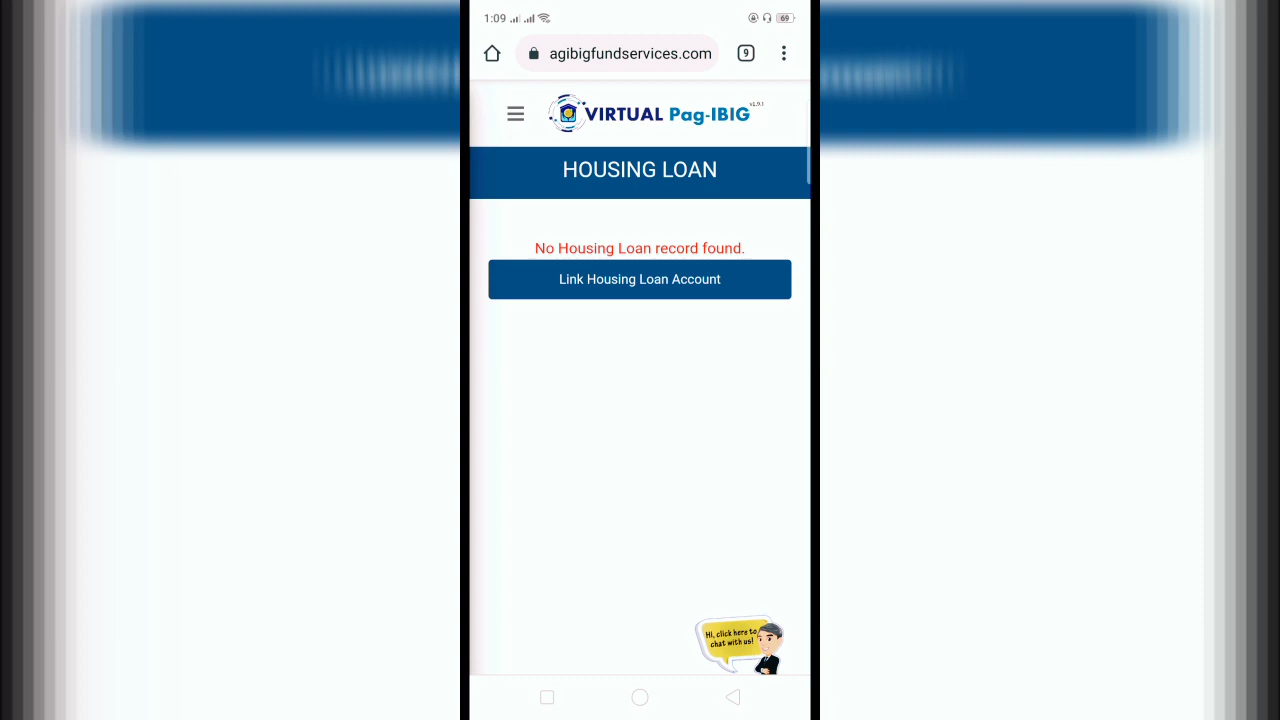 1:09
69
agibigfundservices.com
9
VIRTUAL Pag-IBIG
HOUSING LOAN
No Housing Loan record found.
Link Housing Loan Account
Hi, click here to
chat with us!